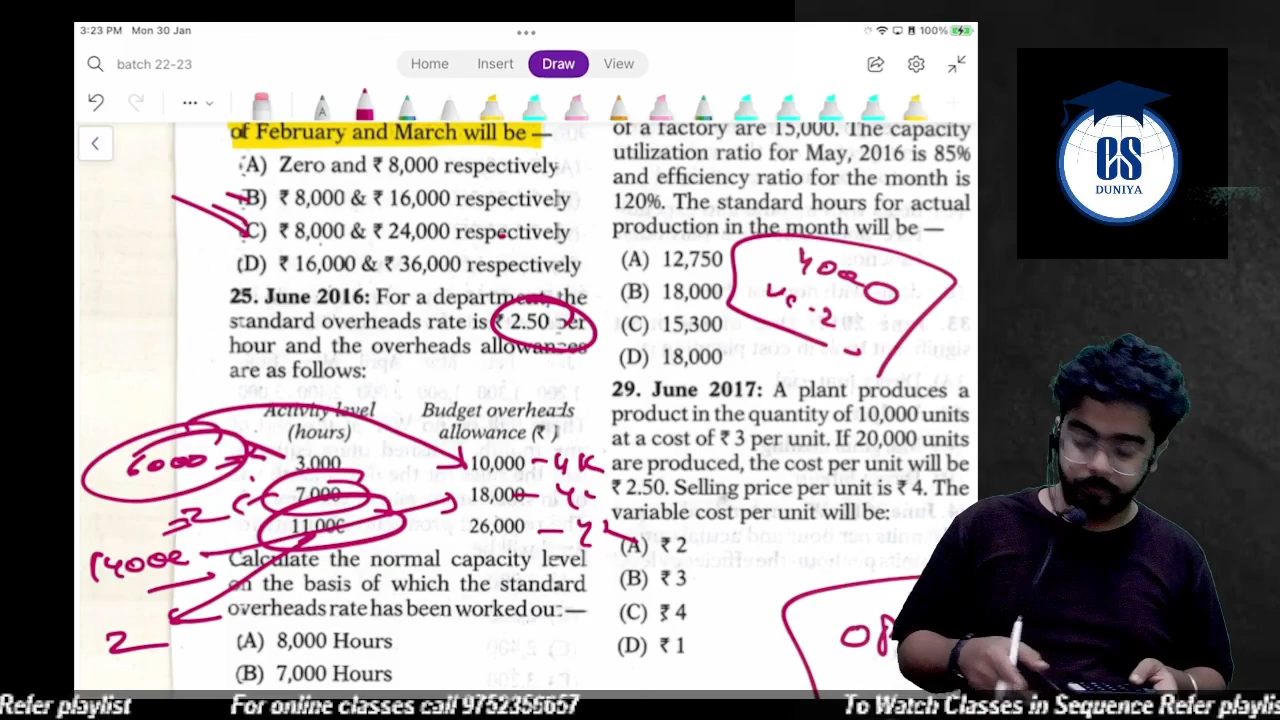 3:23 PM Mon 30 Jan
100%
batch 22-23
Home Insert Draw View
of February and March will be —
(A) Zero and ₹ 8,000 respectively
(B) ₹ 8,000 & ₹ 16,000 respectively
(C) ₹ 8,000 & ₹ 24,000 respectively
(D) ₹ 16,000 & ₹ 36,000 respectively
25. June 2016: For a department, the
standard overheads rate is ₹ 2.50 per
hour and the overheads allowances
are as follows:
Activity level Budget overheads
(hours) allowance (₹)
6000 3,000 10,000 - 4K
7,000 18,000
11,000 26,000
14000
2
Calculate the normal capacity level
on the basis of which the standard
overheads rate has been worked out —
(A) 8,000 Hours
(B) 7,000 Hours
of a factory are 15,000. The capacity
utilization ratio for May, 2016 is 85%
and efficiency ratio for the month is
120%. The standard hours for actual
production in the month will be —
(A) 12,750
(B) 18,000
(C) 15,300
(D) 18,000
29. June 2017: A plant produces a
product in the quantity of 10,000 units
at a cost of ₹ 3 per unit. If 20,000 units
are produced, the cost per unit will be
₹ 2.50. Selling price per unit is ₹ 4. The
variable cost per unit will be:
(A) ₹ 2
(B) ₹ 3
(C) ₹ 4
(D) ₹ 1
CS
DUNIYA
Refer playlist For online classes call 9752356657 To Watch Classes in Sequence Refer playlis